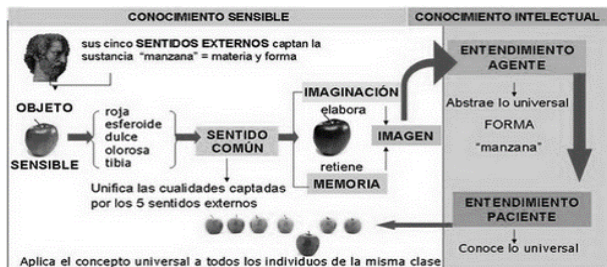 CONOCIMIENTO SENSIBLE
CONOCIMIENTO INTELECTUAL
sus cinco SENTIDOS EXTERNOS captan la
sustancia "manzana" = materia y forma
OBJETO
SENSIBLE
roja
esferoide
dulce
olorosa
tibia
SENTIDO
COMÚN
Unifica las cualidades captadas
por los 5 sentidos externos
IMAGINACIÓN
elabora
retiene
MEMORIA
IMAGEN
ENTENDIMIENTO
AGENTE
Abstrae lo universal
FORMA
"manzana"
ENTENDIMIENTO
PACIENTE
Conoce lo universal
Aplica el concepto universal a todos los individuos de la misma clase